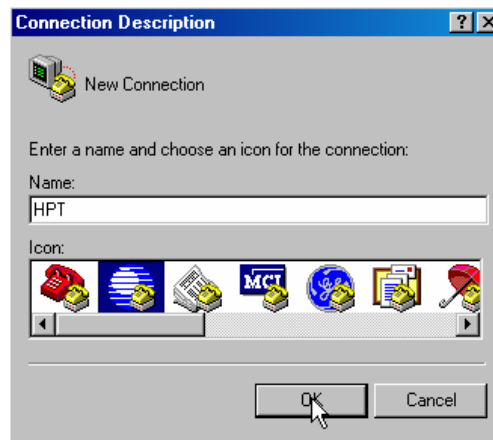 Connection Description
New Connection
Enter a name and choose an icon for the connection:
Name:
HPT
Icon:
MCI
OK
Cancel